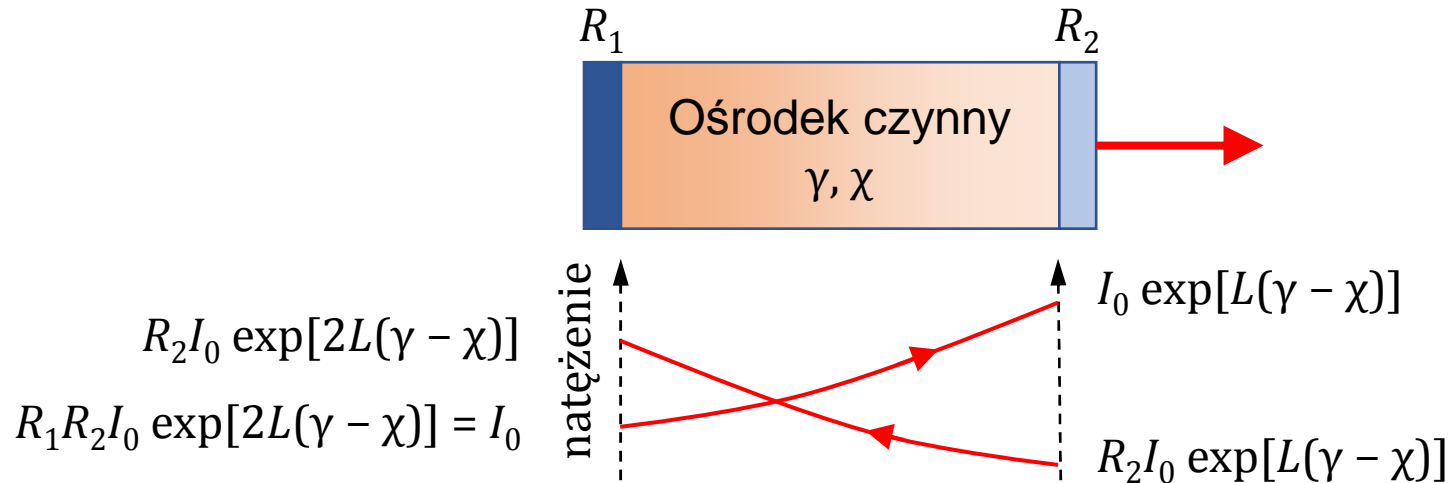 R₁ R₂
Ośrodek czynny
γ, χ
natężenie
I₀ exp[L(γ − χ)]
R₂I₀ exp[2L(γ − χ)]
R₁R₂I₀ exp[2L(γ − χ)] = I₀
R₂I₀ exp[L(γ − χ)]